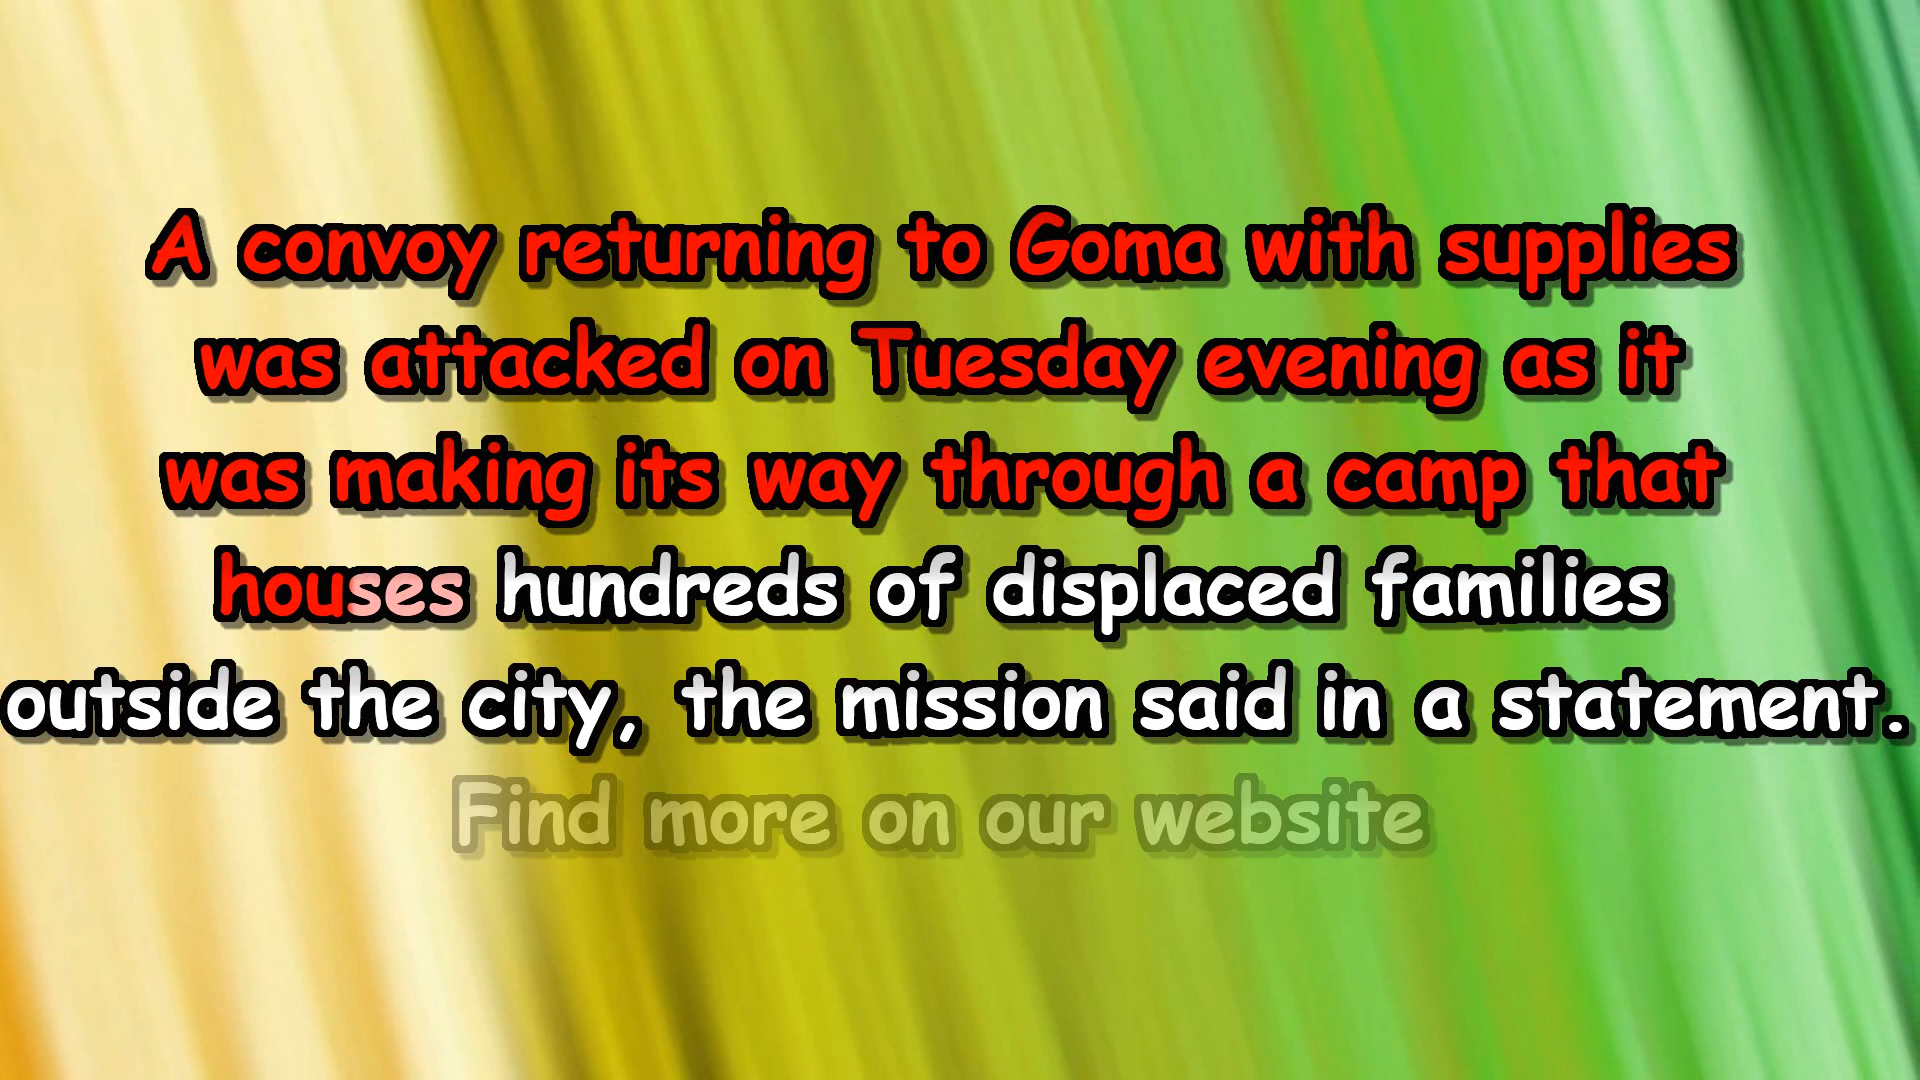 A convoy returning to Goma with supplies
was attacked on Tuesday evening as it
was making its way through a camp that
houses hundreds of displaced families
outside the city, the mission said in a statement.
Find more on our website